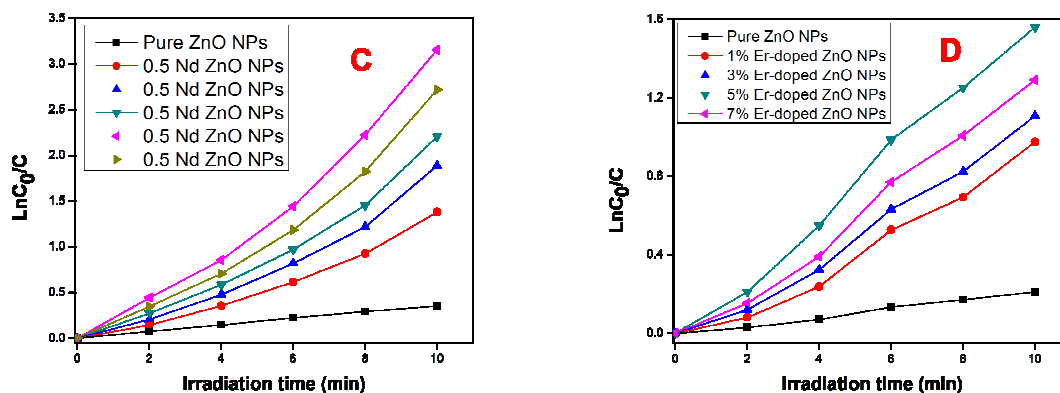 3.5
3.0
2.5
2.0
1.5
1.0
0.5
0.0
LnC0/C
Pure ZnO NPs
0.5 Nd ZnO NPs
0.5 Nd ZnO NPs
0.5 Nd ZnO NPs
0.5 Nd ZnO NPs
0.5 Nd ZnO NPs
C
0 2 4 6 8 10
Irradiation time (min)
1.5
1.2
0.8
0.4
0.0
LnC0/C
Pure ZnO NPs
1% Er-doped ZnO NPs
3% Er-doped ZnO NPs
5% Er-doped ZnO NPs
7% Er-doped ZnO NPs
D
0 2 4 6 8 10
Irradiation time (min)